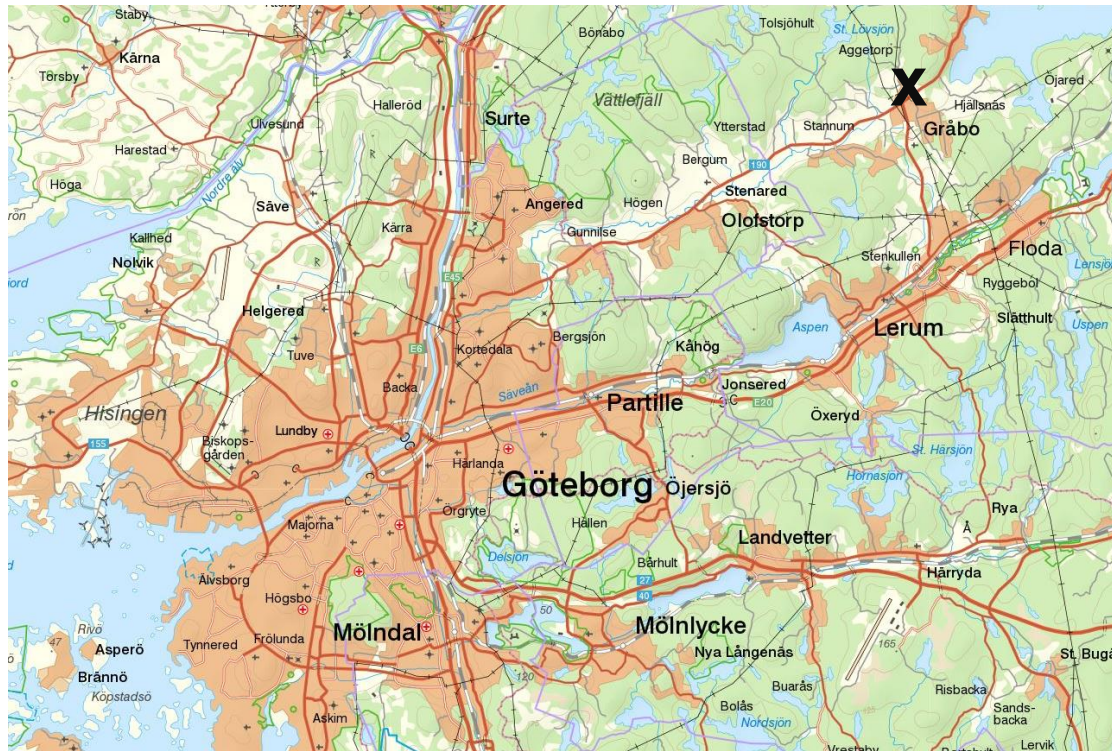 Staby
Kärna
Torsby
Ulvesund
Harestad
Höga
Nordre älv
Halleröd
Surte
Bönabo
Vättlefjäll
Tolsjöhult
St. Lövsjön
Aggetorp
X
Öjared
Hjällsnäs
Gråbo
Stannum
Ytterstad
Bergum
190
Stenared
Olofstorp
Högen
Angered
Gunnilse
Säve
Kärra
Kallhed
Nolvik
Helgered
Tuve
E45
E6
Backa
Kortedala
Bergsjön
Stenkullen
Floda
Ryggebol
Lensjön
Uspen
Slätthult
Aspen
Lerum
Kåhög
Jonsered
E20
Partille
Säveån
Öxeryd
Hisingen
155
Lundby
Biskops-
gården
Härlanda
Göteborg
Öjersjö
St. Härsjön
Hornasjön
Rya
Majorna
Örgryte
Hällen
Delsjön
Landvetter
Bårhult
27
40
Härryda
Älvsborg
Högsbo
Frölunda
Tynnered
Mölndal
50
Mölnlycke
Nya Långenäs
165
St. Bugä
Rivö
47
Asperö
Brännö
Köpstadsö
Askim
120
Buarås
Bolås
Nordsjön
Risbacka
Sands-
backa
Lervik